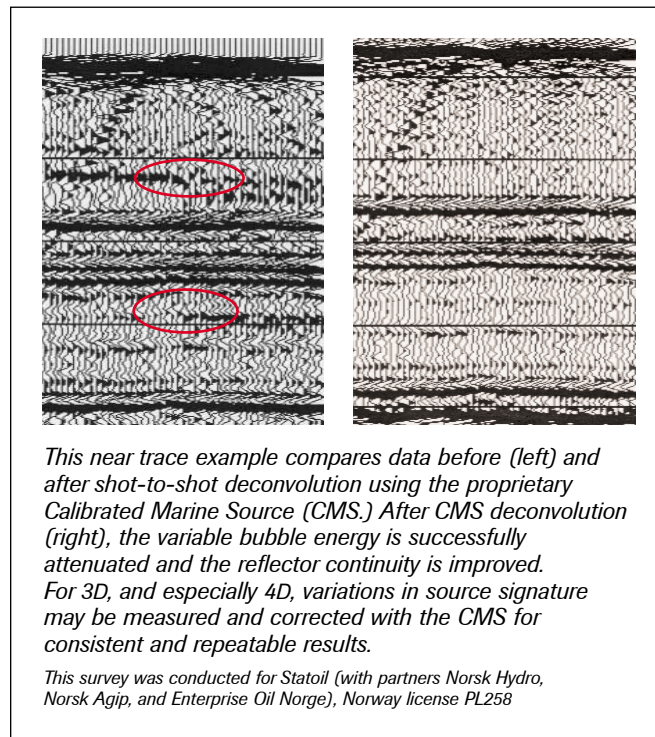 This near trace example compares data before (left) and
after shot-to-shot deconvolution using the proprietary
Calibrated Marine Source (CMS.) After CMS deconvolution
(right), the variable bubble energy is successfully
attenuated and the reflector continuity is improved.
For 3D, and especially 4D, variations in source signature
may be measured and corrected with the CMS for
consistent and repeatable results.
This survey was conducted for Statoil (with partners Norsk Hydro,
Norsk Agip, and Enterprise Oil Norge), Norway license PL258